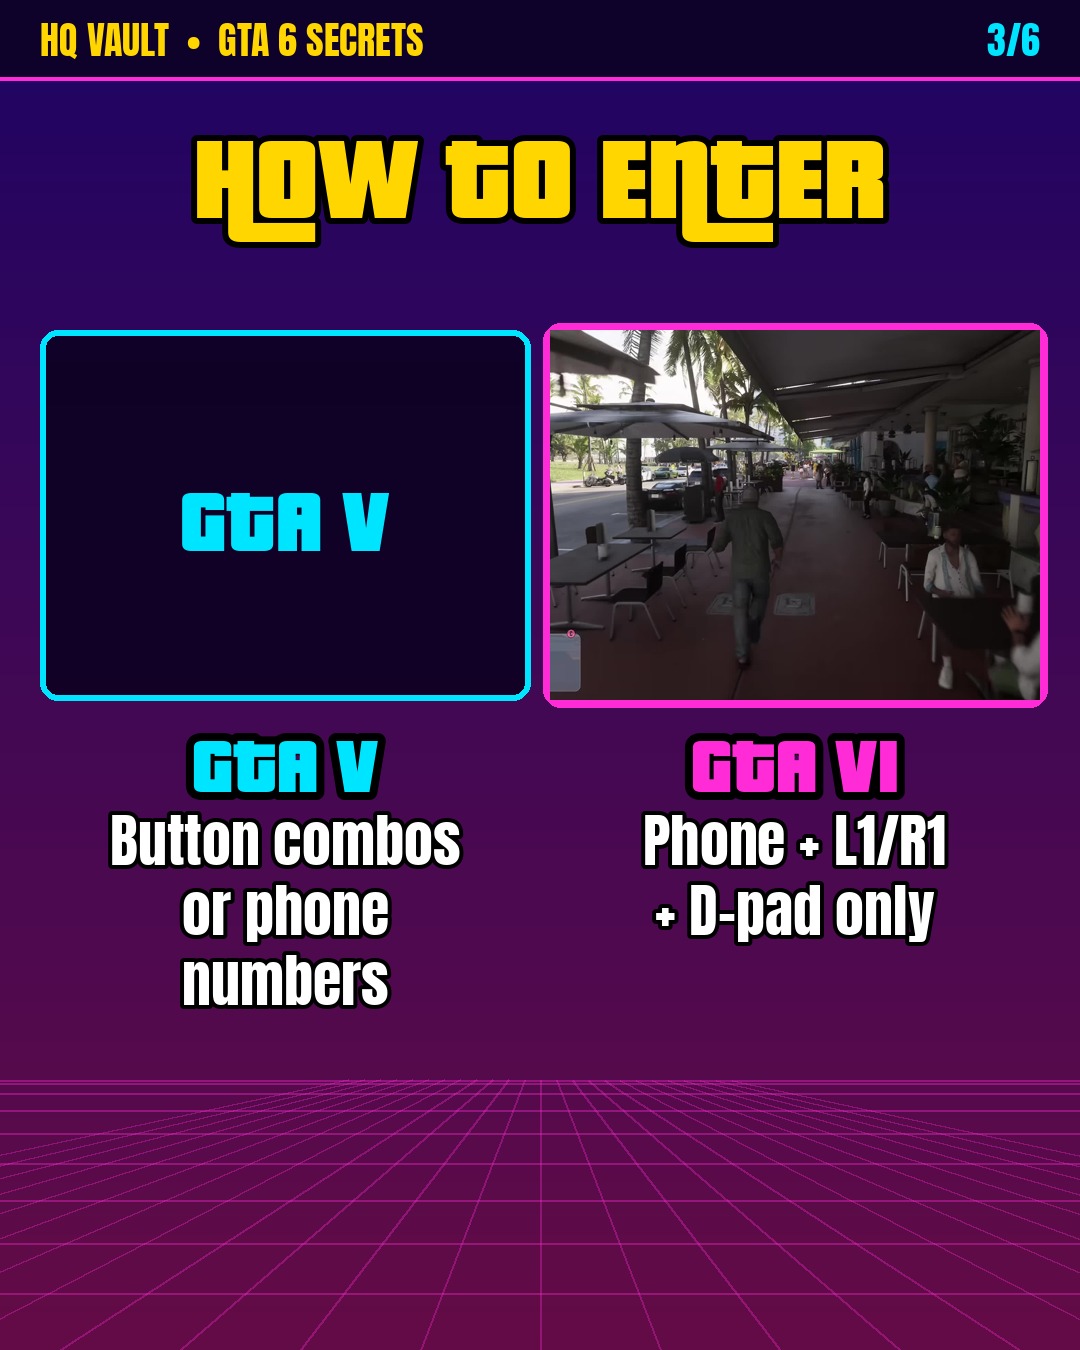 HQ VAULT • GTA 6 SECRETS
3/6
HOW tO ENtER
GtA V
GtA V
Button combos
or phone
numbers
GtA VI
Phone + L1/R1
+ D-pad only